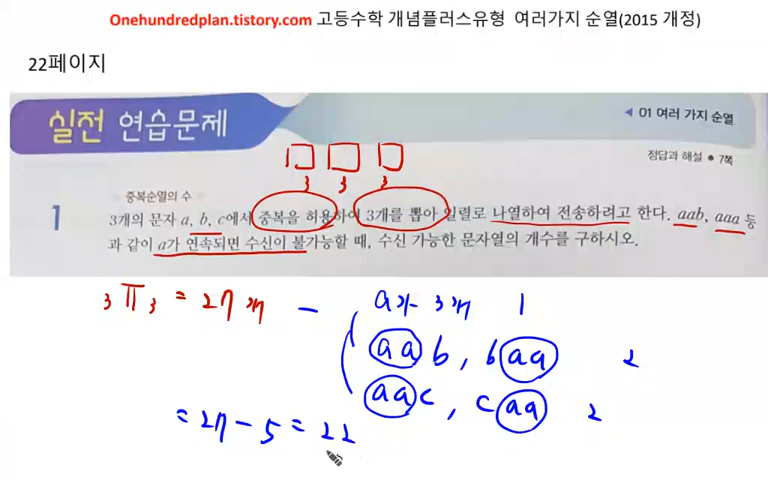 Onehundredplan.tistory.com 고등수학 개념플러스유형 여러가지 순열(2015 개정)
22페이지
실전 연습문제
◀ 01 여러 가지 순열
정답과 해설 ● 7쪽
중복순열의 수
1
3개의 문자 a, b, c에서 중복을 허용하여 3개를 뽑아 일렬로 나열하여 전송하려고 한다. aab, aaa 등
과 같이 a가 연속되면 수신이 불가능할 때, 수신 가능한 문자열의 개수를 구하시오.
3 3 3
3 Π 3 = 27개 - a가 3개 1
aab, baa 2
aac, caa 2
= 27 - 5 = 22